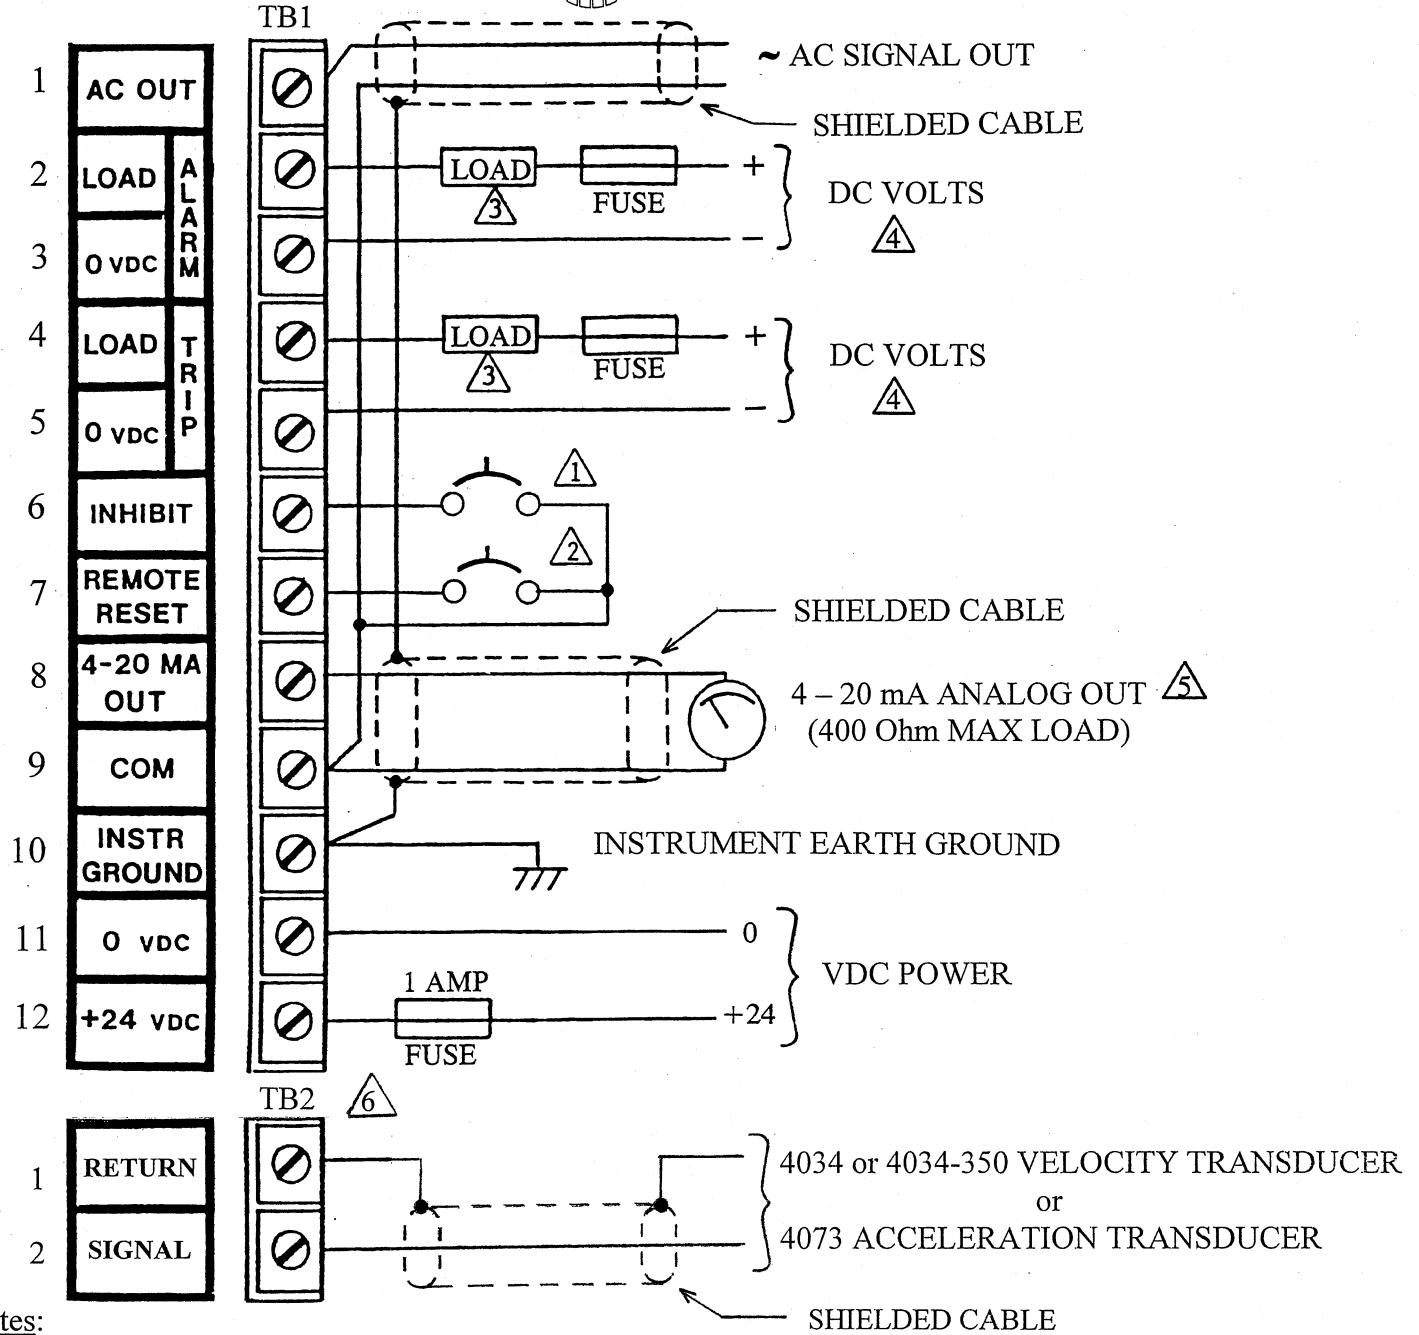 TB1
1 AC OUT ~ AC SIGNAL OUT
SHIELDED CABLE
2 LOAD ALARM LOAD 3 FUSE + DC VOLTS 4
3 0 VDC −
4 LOAD TRIP LOAD 3 FUSE + DC VOLTS 4
5 0 VDC −
6 INHIBIT 1
7 REMOTE RESET 2
SHIELDED CABLE
8 4-20 MA OUT 4 – 20 mA ANALOG OUT 5
(400 Ohm MAX LOAD)
9 COM
10 INSTR GROUND INSTRUMENT EARTH GROUND
11 0 VDC 0
VDC POWER
12 +24 VDC 1 AMP FUSE +24
TB2 6
1 RETURN 4034 or 4034-350 VELOCITY TRANSDUCER
or
2 SIGNAL 4073 ACCELERATION TRANSDUCER
SHIELDED CABLE
tes: